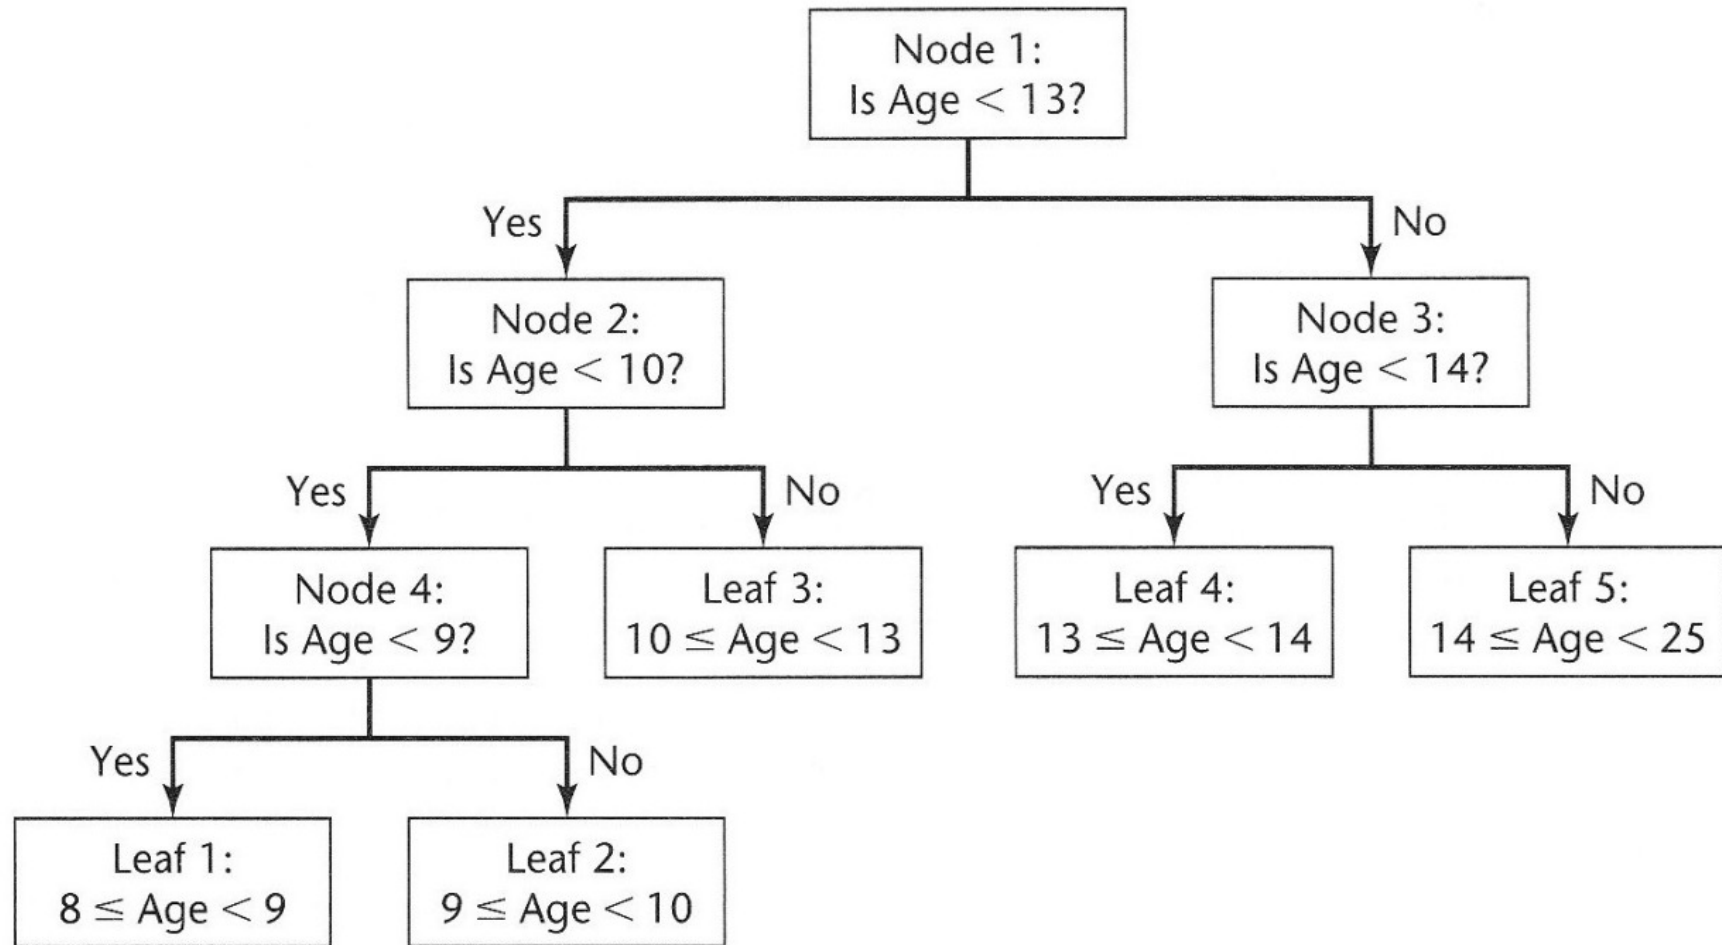 Node 1:
Is Age < 13?
Yes
No
Node 2:
Is Age < 10?
Node 3:
Is Age < 14?
Yes
No
Yes
No
Node 4:
Is Age < 9?
Leaf 3:
10 ≤ Age < 13
Leaf 4:
13 ≤ Age < 14
Leaf 5:
14 ≤ Age < 25
Yes
No
Leaf 1:
8 ≤ Age < 9
Leaf 2:
9 ≤ Age < 10